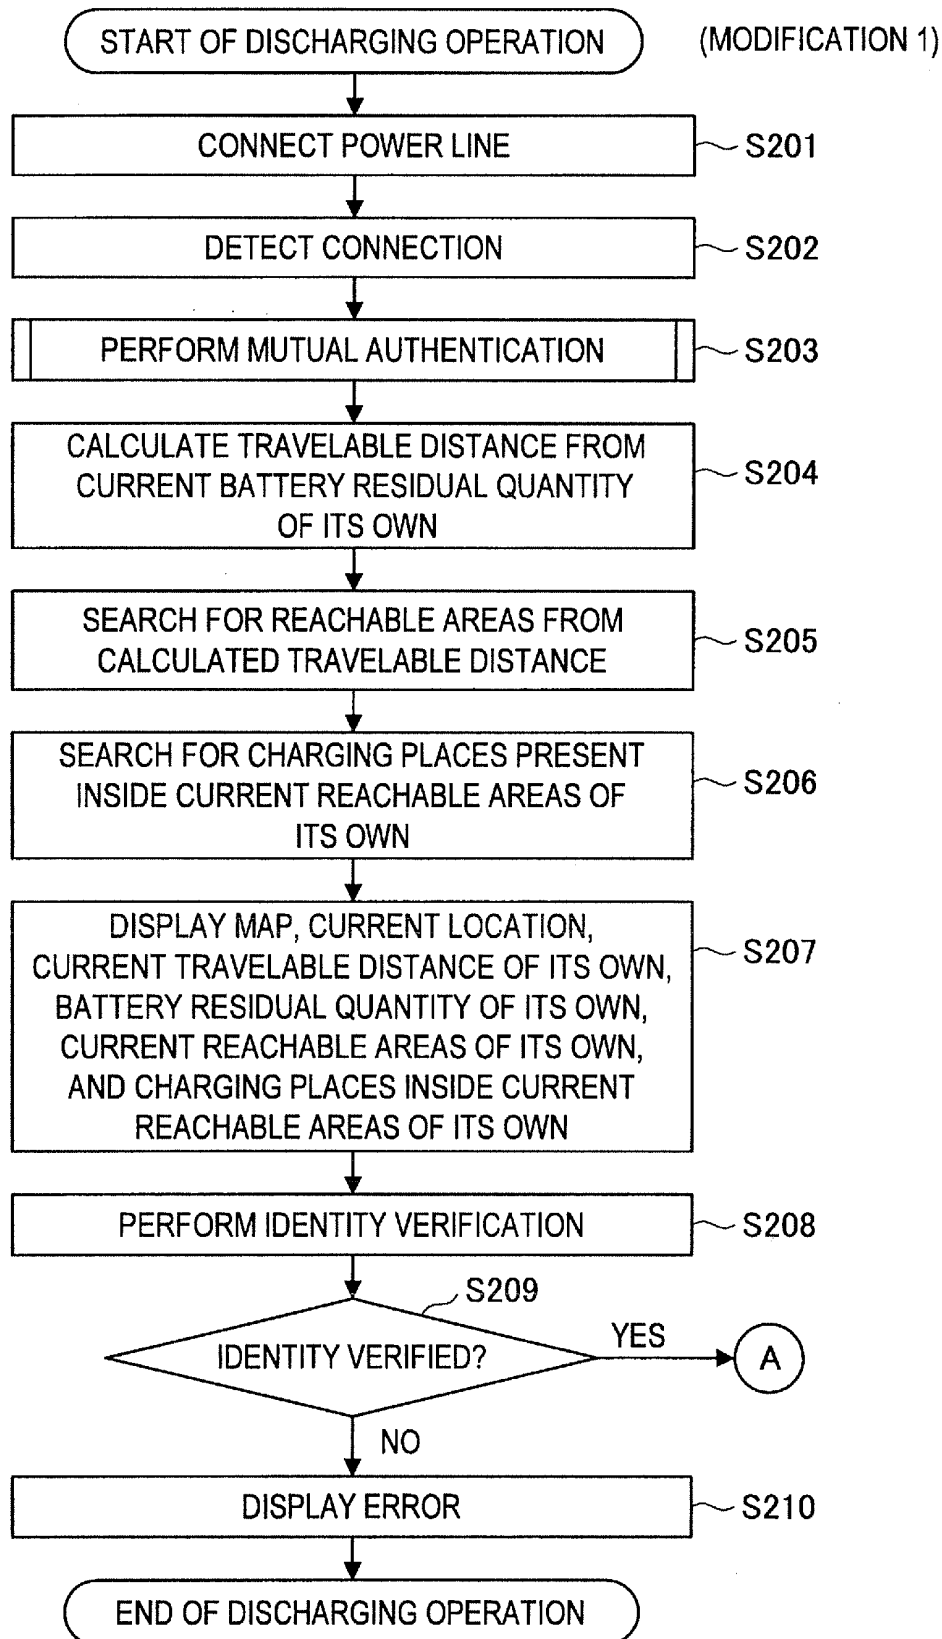 START OF DISCHARGING OPERATION
(MODIFICATION 1)
CONNECT POWER LINE
S201
DETECT CONNECTION
S202
PERFORM MUTUAL AUTHENTICATION
S203
CALCULATE TRAVELABLE DISTANCE FROM
CURRENT BATTERY RESIDUAL QUANTITY
OF ITS OWN
S204
SEARCH FOR REACHABLE AREAS FROM
CALCULATED TRAVELABLE DISTANCE
S205
SEARCH FOR CHARGING PLACES PRESENT
INSIDE CURRENT REACHABLE AREAS OF
ITS OWN
S206
DISPLAY MAP, CURRENT LOCATION,
CURRENT TRAVELABLE DISTANCE OF ITS OWN,
BATTERY RESIDUAL QUANTITY OF ITS OWN,
CURRENT REACHABLE AREAS OF ITS OWN,
AND CHARGING PLACES INSIDE CURRENT
REACHABLE AREAS OF ITS OWN
S207
PERFORM IDENTITY VERIFICATION
S208
S209
IDENTITY VERIFIED?
YES
A
NO
DISPLAY ERROR
S210
END OF DISCHARGING OPERATION